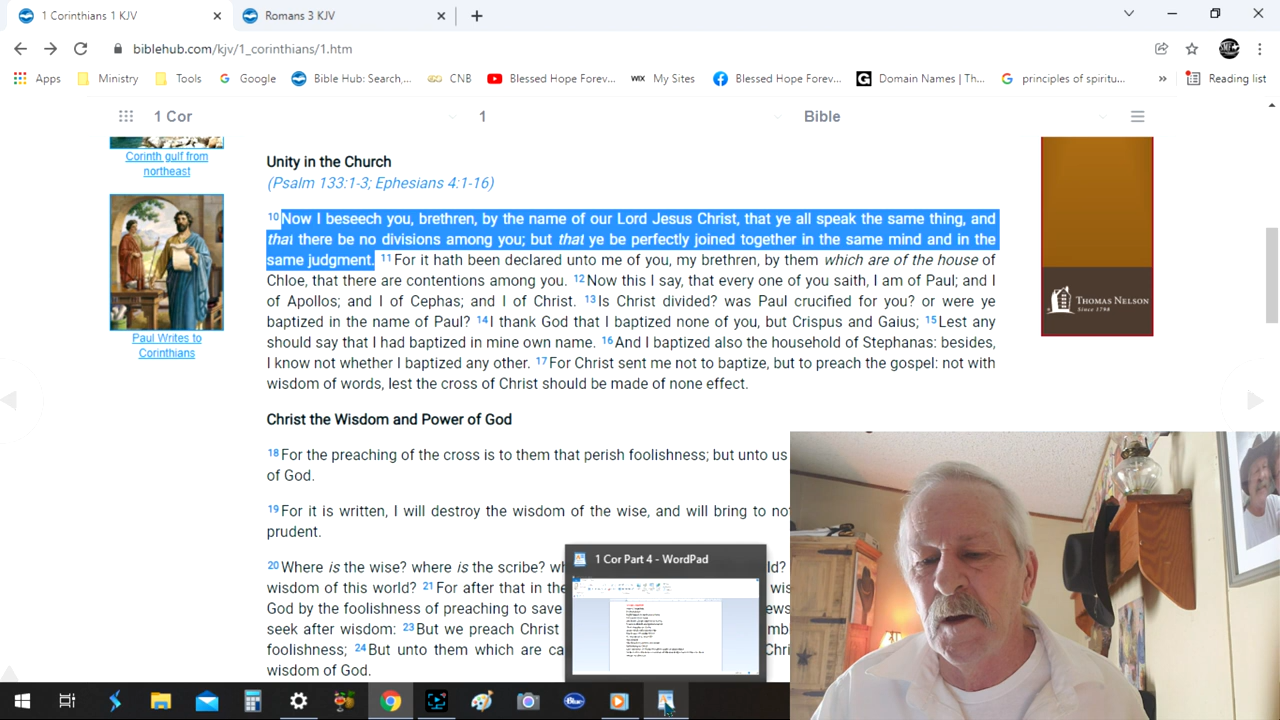 1 Corinthians 1 KJV
Romans 3 KJV
biblehub.com/kjv/1_corinthians/1.htm
Apps
Ministry
Tools
Google
Bible Hub: Search,...
CNB
Blessed Hope Forev...
WIX
My Sites
Blessed Hope Forev...
Domain Names | Th...
principles of spiritu...
»
Reading list
1 Cor
1
Bible
Corinth gulf from
northeast
Paul Writes to
Corinthians
Unity in the Church
(Psalm 133:1-3; Ephesians 4:1-16)
10Now I beseech you, brethren, by the name of our Lord Jesus Christ, that ye all speak the same thing, and
that there be no divisions among you; but that ye be perfectly joined together in the same mind and in the
same judgment. 11For it hath been declared unto me of you, my brethren, by them which are of the house of
Chloe, that there are contentions among you. 12Now this I say, that every one of you saith, I am of Paul; and I
of Apollos; and I of Cephas; and I of Christ. 13Is Christ divided? was Paul crucified for you? or were ye
baptized in the name of Paul? 14I thank God that I baptized none of you, but Crispus and Gaius; 15Lest any
should say that I had baptized in mine own name. 16And I baptized also the household of Stephanas: besides,
I know not whether I baptized any other. 17For Christ sent me not to baptize, but to preach the gospel: not with
wisdom of words, lest the cross of Christ should be made of none effect.
Christ the Wisdom and Power of God
18For the preaching of the cross is to them that perish foolishness; but unto us
of God.
19For it is written, I will destroy the wisdom of the wise, and will bring to no
prudent.
20Where is the wise? where is the scribe? wh
wisdom of this world? 21For after that in the
God by the foolishness of preaching to save
seek after wisdom: 23But we preach Chris
foolishness; 24But unto them which are ca
wisdom of God.
THOMAS NELSON
Since 1798
1 Cor Part 4 - WordPad
Blue